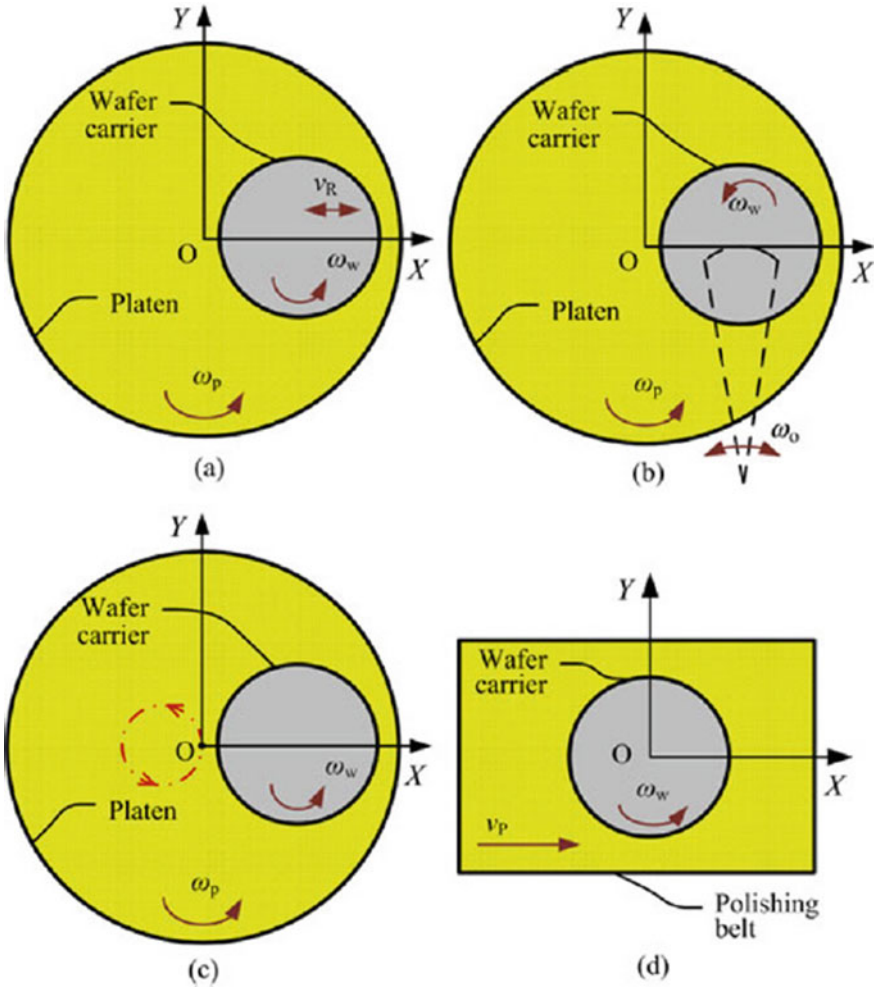 Y
Wafer
carrier
v_R
O
X
ω_w
Platen
ω_p
(a)
Y
Wafer
carrier
ω_w
O
X
Platen
ω_p
ω_o
(b)
Y
Wafer
carrier
O
X
ω_w
Platen
ω_p
(c)
Y
Wafer
carrier
O
X
ω_w
v_P
Polishing
belt
(d)